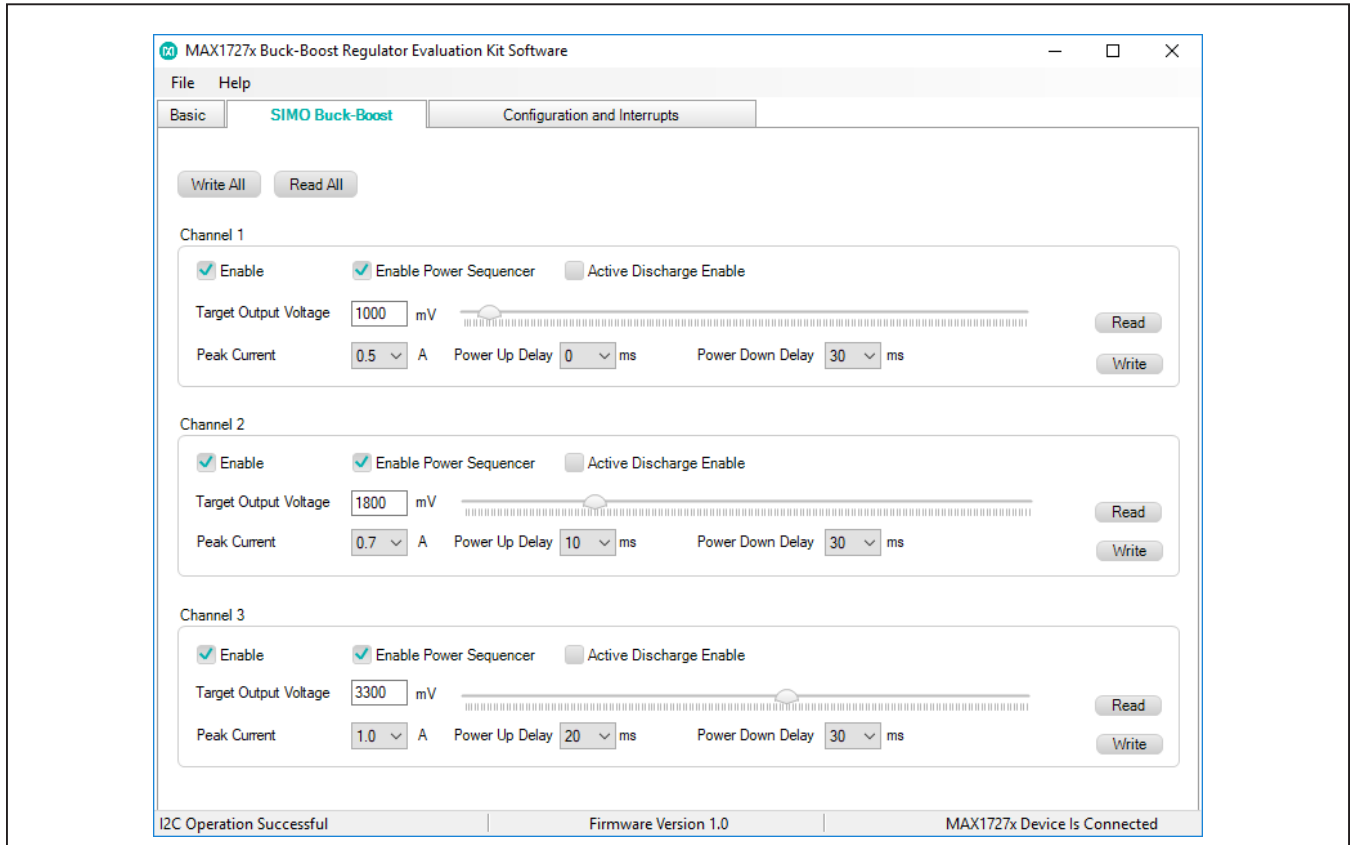 MAX1727x Buck-Boost Regulator Evaluation Kit Software
File Help
Basic SIMO Buck-Boost Configuration and Interrupts
Write All Read All
Channel 1
Enable Enable Power Sequencer Active Discharge Enable
Target Output Voltage 1000 mV
Read
Peak Current 0.5 A Power Up Delay 0 ms Power Down Delay 30 ms
Write
Channel 2
Enable Enable Power Sequencer Active Discharge Enable
Target Output Voltage 1800 mV
Read
Peak Current 0.7 A Power Up Delay 10 ms Power Down Delay 30 ms
Write
Channel 3
Enable Enable Power Sequencer Active Discharge Enable
Target Output Voltage 3300 mV
Read
Peak Current 1.0 A Power Up Delay 20 ms Power Down Delay 30 ms
Write
I2C Operation Successful Firmware Version 1.0 MAX1727x Device Is Connected